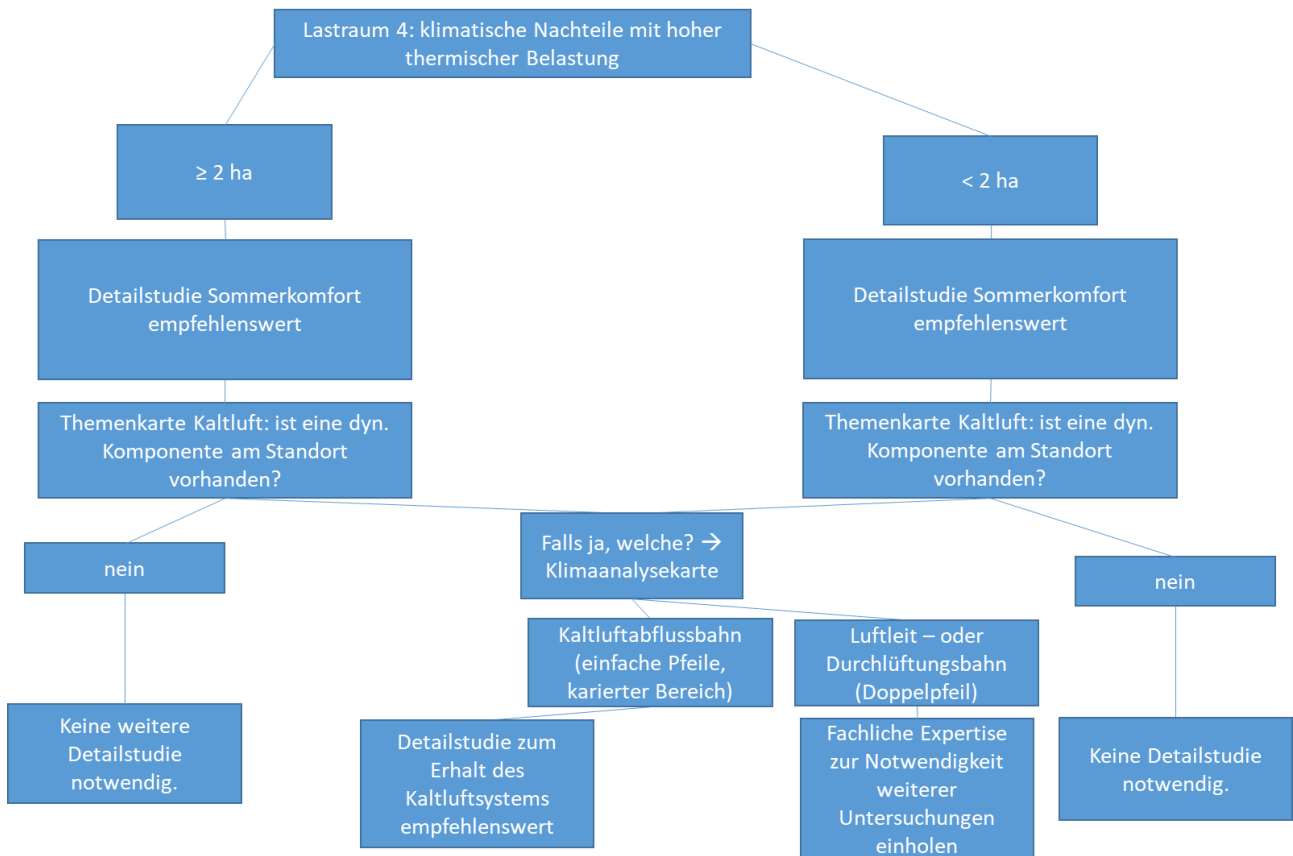 Lastraum 4: klimatische Nachteile mit hoher
thermischer Belastung
≥ 2 ha
< 2 ha
Detailstudie Sommerkomfort
empfehlenswert
Detailstudie Sommerkomfort
empfehlenswert
Themenkarte Kaltluft: ist eine dyn.
Komponente am Standort
vorhanden?
Themenkarte Kaltluft: ist eine dyn.
Komponente am Standort
vorhanden?
nein
Falls ja, welche? →
Klimaanalysekarte
nein
Kaltluftabflussbahn
(einfache Pfeile,
karierter Bereich)
Luftleit – oder
Durchlüftungsbahn
(Doppelpfeil)
Keine weitere
Detailstudie
notwendig.
Detailstudie zum
Erhalt des
Kaltluftsystems
empfehlenswert
Fachliche Expertise
zur Notwendigkeit
weiterer
Untersuchungen
einholen
Keine Detailstudie
notwendig.